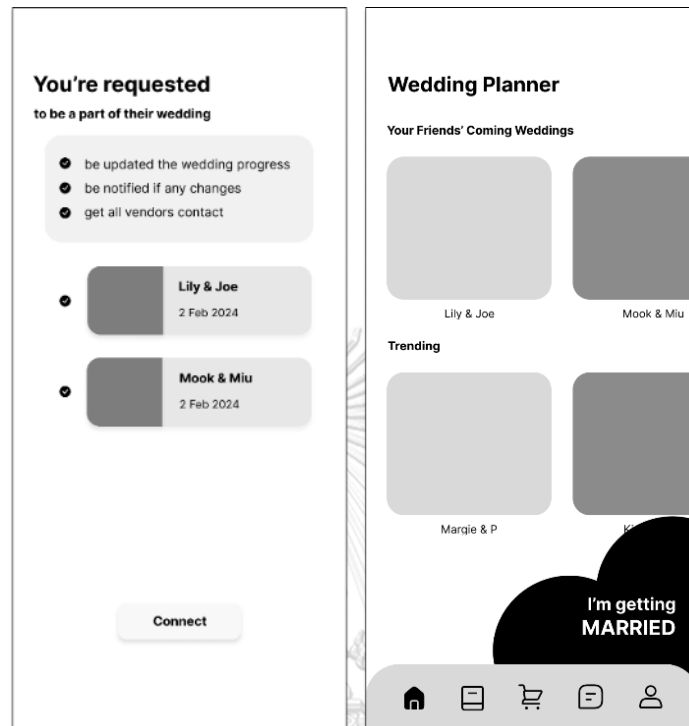 You're requested
to be a part of their wedding
be updated the wedding progress
be notified if any changes
get all vendors contact
Lily & Joe
2 Feb 2024
Mook & Miu
2 Feb 2024
Connect
Wedding Planner
Your Friends' Coming Weddings
Lily & Joe
Mook & Miu
Trending
Margie & P
I'm getting
MARRIED